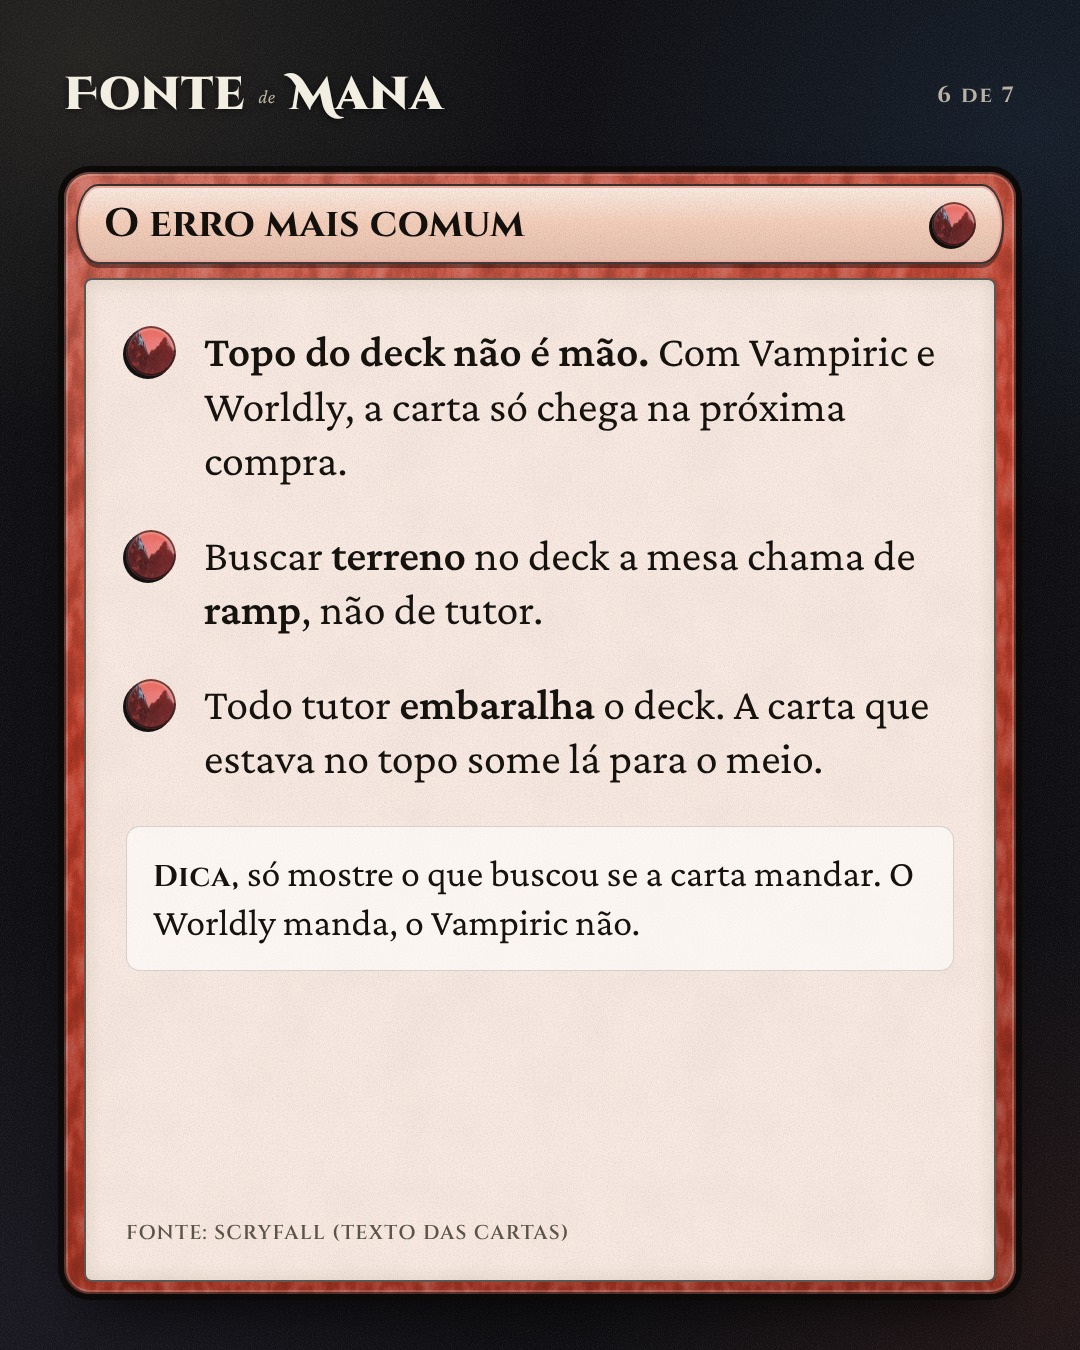 Fonte de Mana
6 de 7
O erro mais comum
Topo do deck não é mão. Com Vampiric e
Worldly, a carta só chega na próxima
compra.
Buscar terreno no deck a mesa chama de
ramp, não de tutor.
Todo tutor embaralha o deck. A carta que
estava no topo some lá para o meio.
Dica, só mostre o que buscou se a carta mandar. O
Worldly manda, o Vampiric não.
FONTE: SCRYFALL (TEXTO DAS CARTAS)